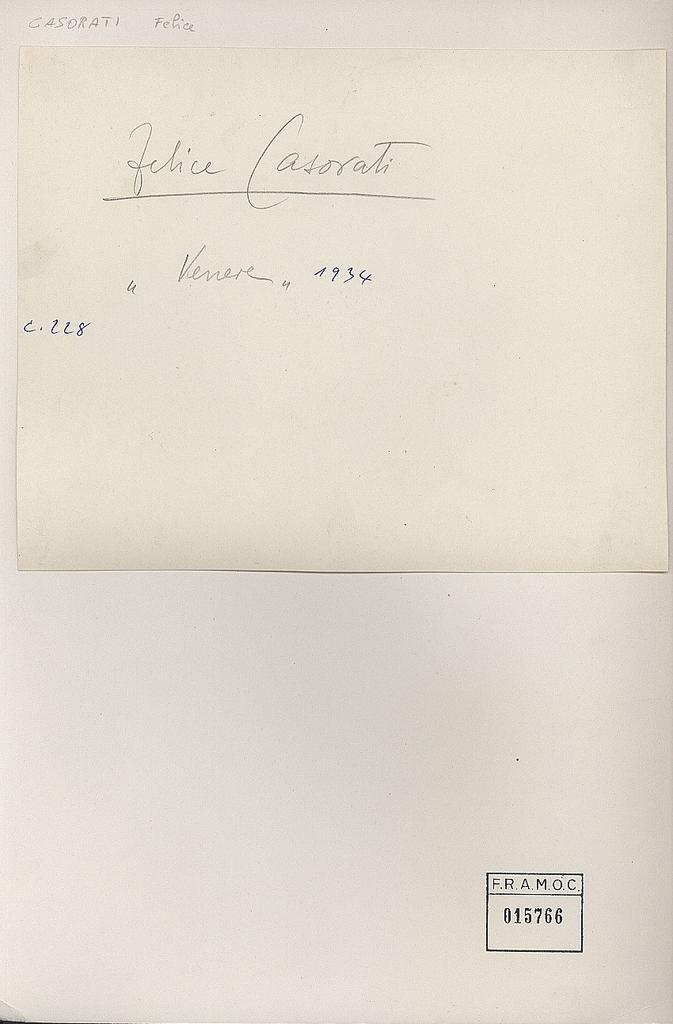 CASORATI Felice
Felice Casorati
„ Venere „ 1934
c. 228
F.R.A.M.O.C.
015766